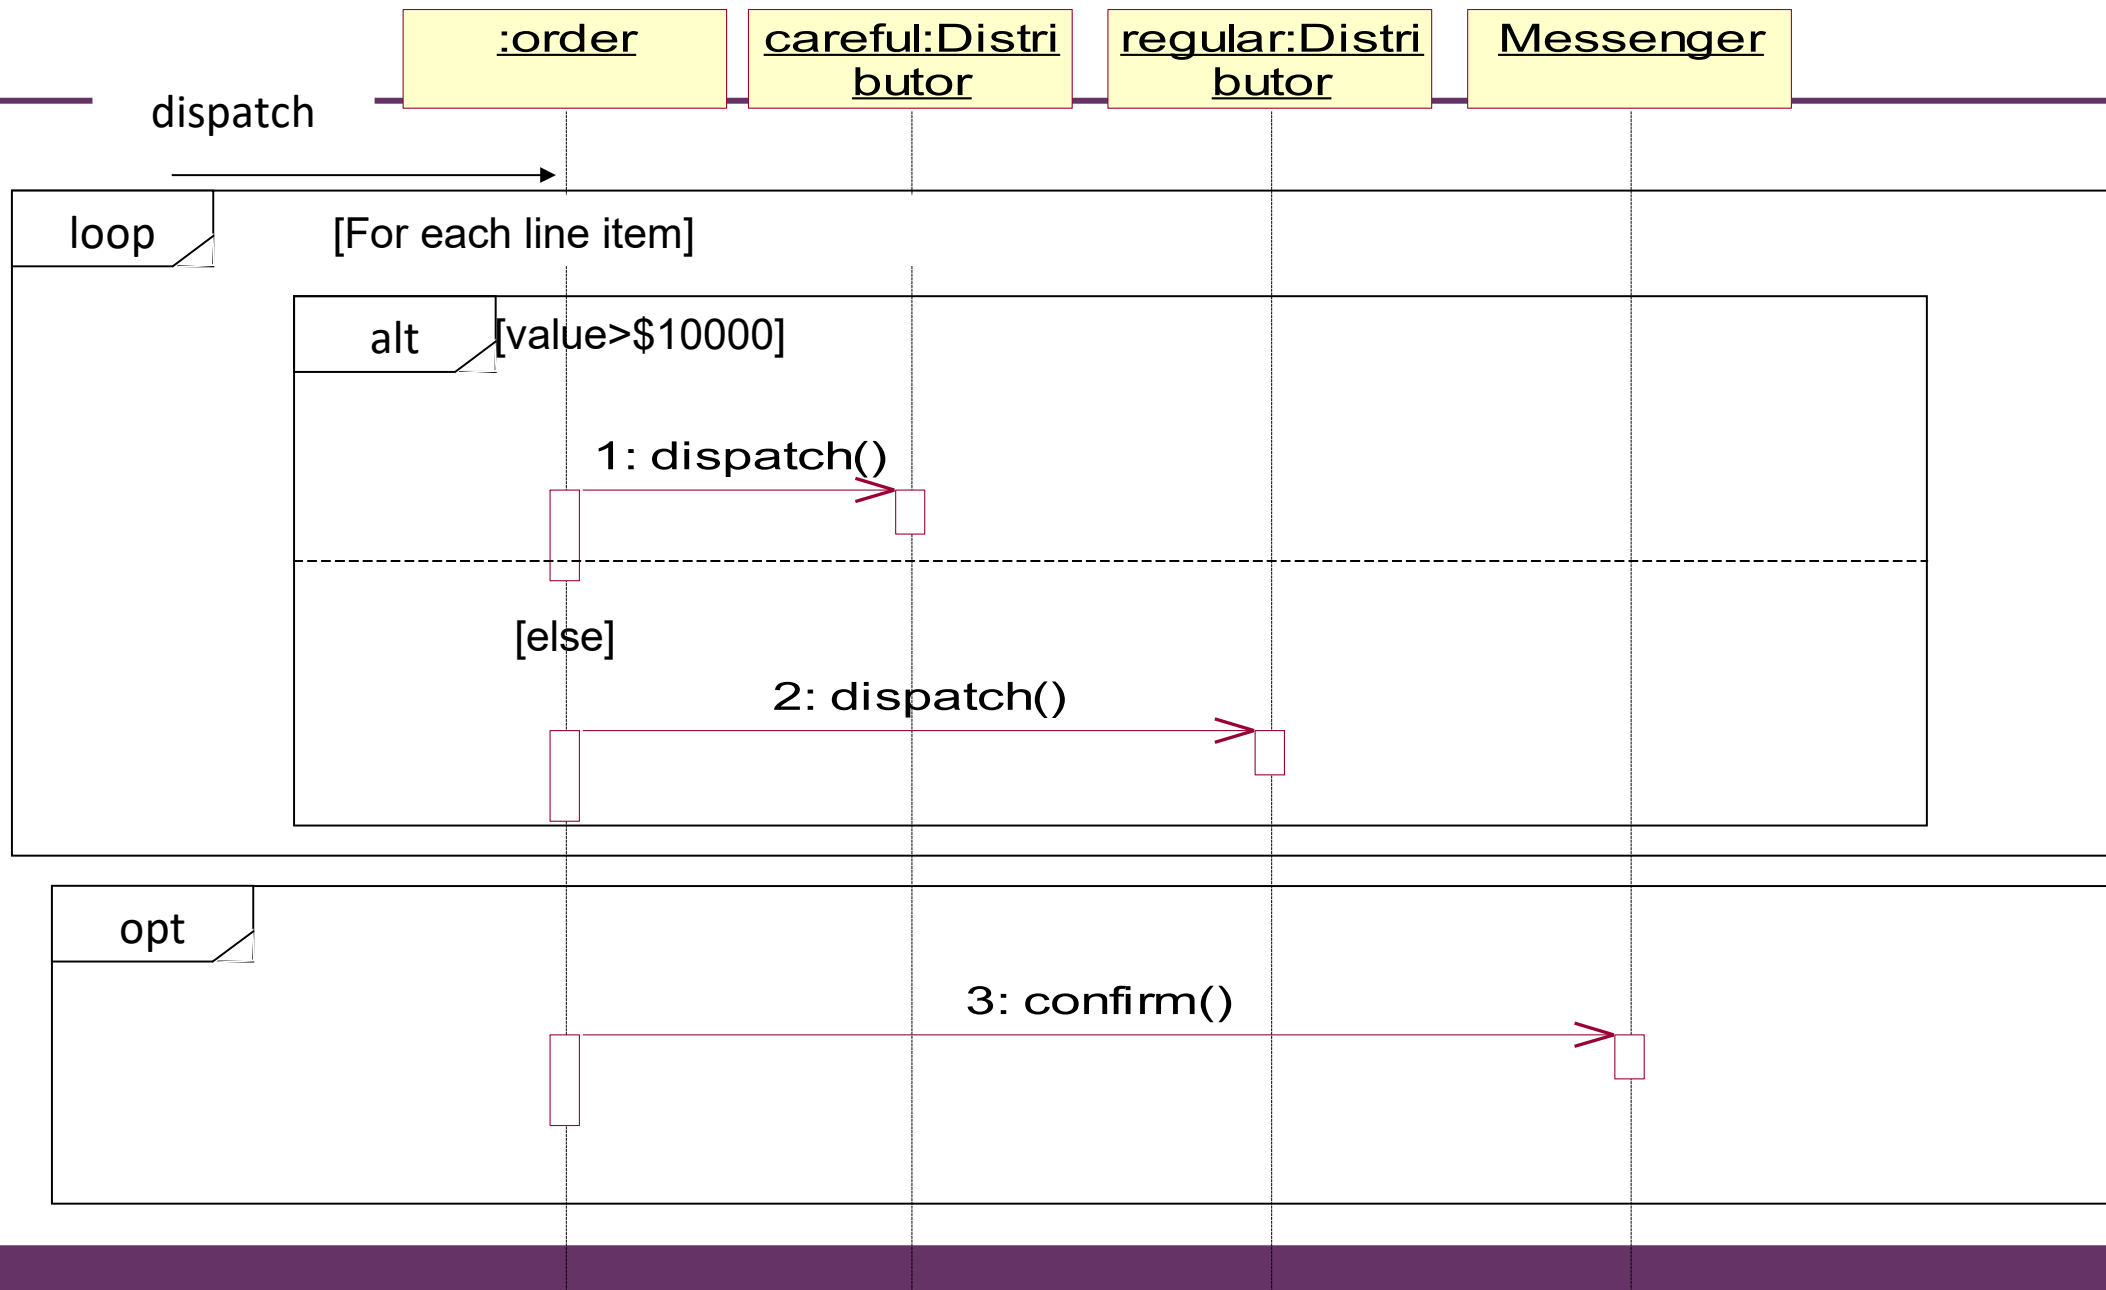 :order
careful:Distri
butor
regular:Distri
butor
Messenger
dispatch
loop
[For each line item]
alt
[value>$10000]
1: dispatch()
[else]
2: dispatch()
opt
3: confirm()